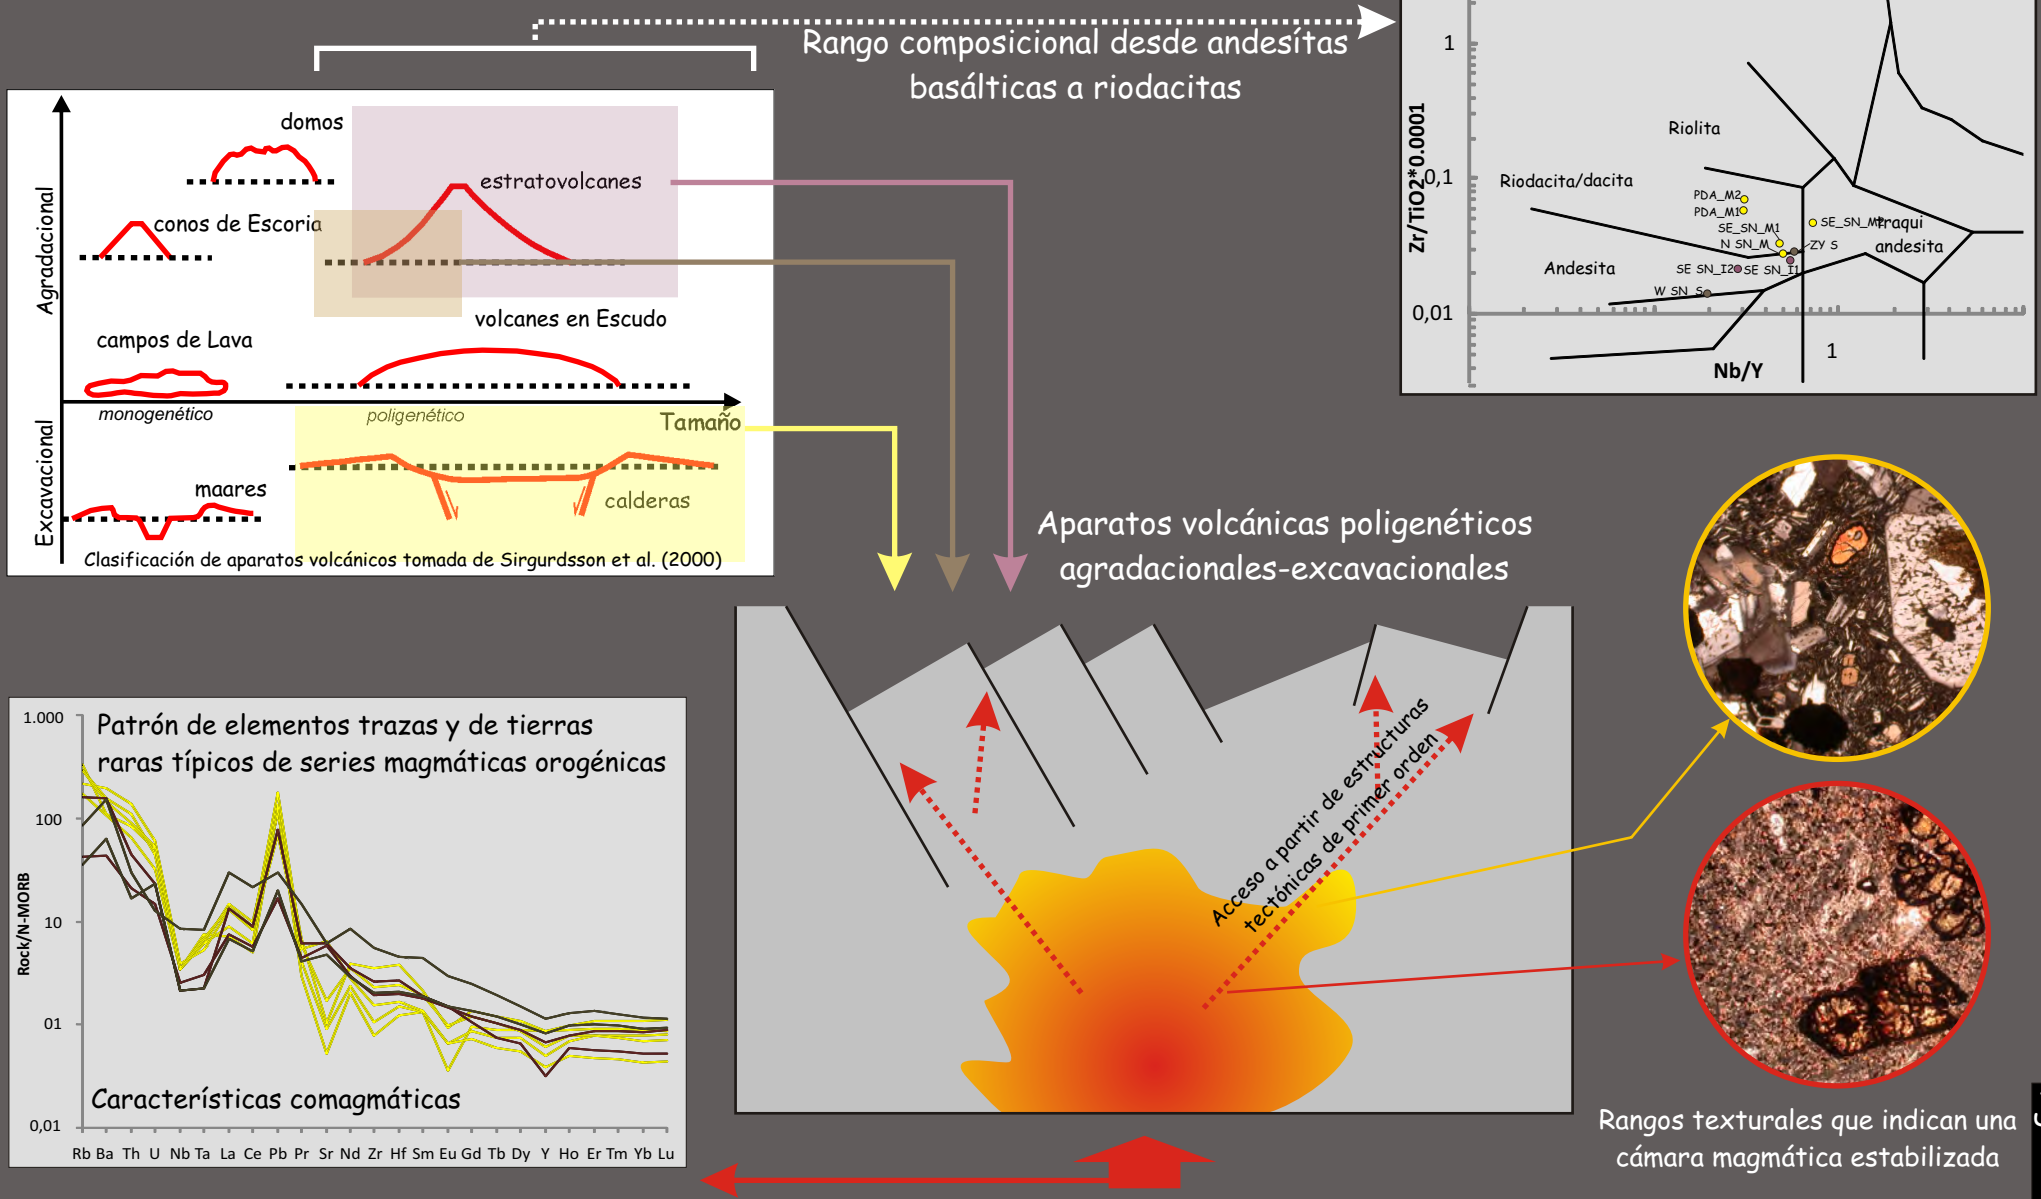 Rango composicional desde andesítas
basálticas a riodacitas
Agradacional
Excavacional
domos
estratovolcanes
conos de Escoria
volcanes en Escudo
campos de Lava
monogenético
poligenético
Tamaño
maares
calderas
Clasificación de aparatos volcánicos tomada de Sirgurdsson et al. (2000)
Zr/TiO2*0.0001
1
0,1
0,01
Riolita
Riodacita/dacita
PDA_M2
PDA_M1
SE_SN_M1
SE_SN_M2
traqui
andesita
N SN_M
ZY S
Andesita
SE SN_I2
SE SN_I1
W SN_S
1
Nb/Y
Aparatos volcánicas poligenéticos
agradacionales-excavacionales
Acceso a partir de estructuras
tectónicas de primer orden
Patrón de elementos trazas y de tierras
raras típicos de series magmáticas orogénicas
Rock/N-MORB
1.000
100
10
01
0,01
Características comagmáticas
Rb Ba Th U Nb Ta La Ce Pb Pr Sr Nd Zr Hf Sm Eu Gd Tb Dy Y Ho Er Tm Yb Lu
Rangos texturales que indican una
cámara magmática estabilizada